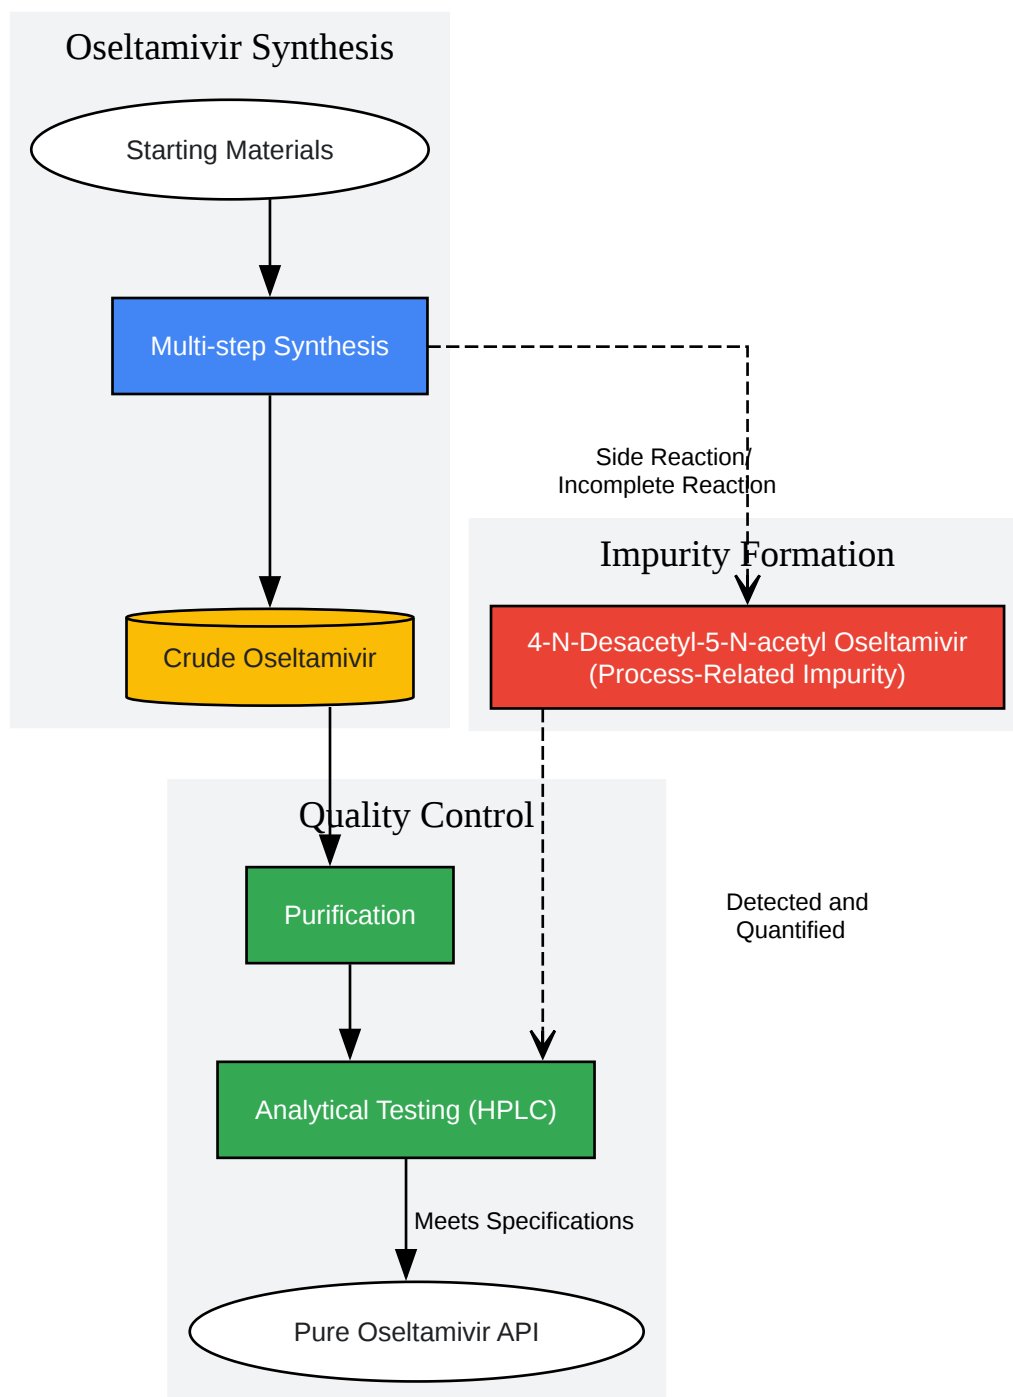 Oseltamivir Synthesis
Starting Materials
Multi-step Synthesis
Side Reaction/
Incomplete Reaction
Impurity Formation
4-N-Desacetyl-5-N-acetyl Oseltamivir
(Process-Related Impurity)
Crude Oseltamivir
Quality Control
Purification
Detected and
Quantified
Analytical Testing (HPLC)
Meets Specifications
Pure Oseltamivir API